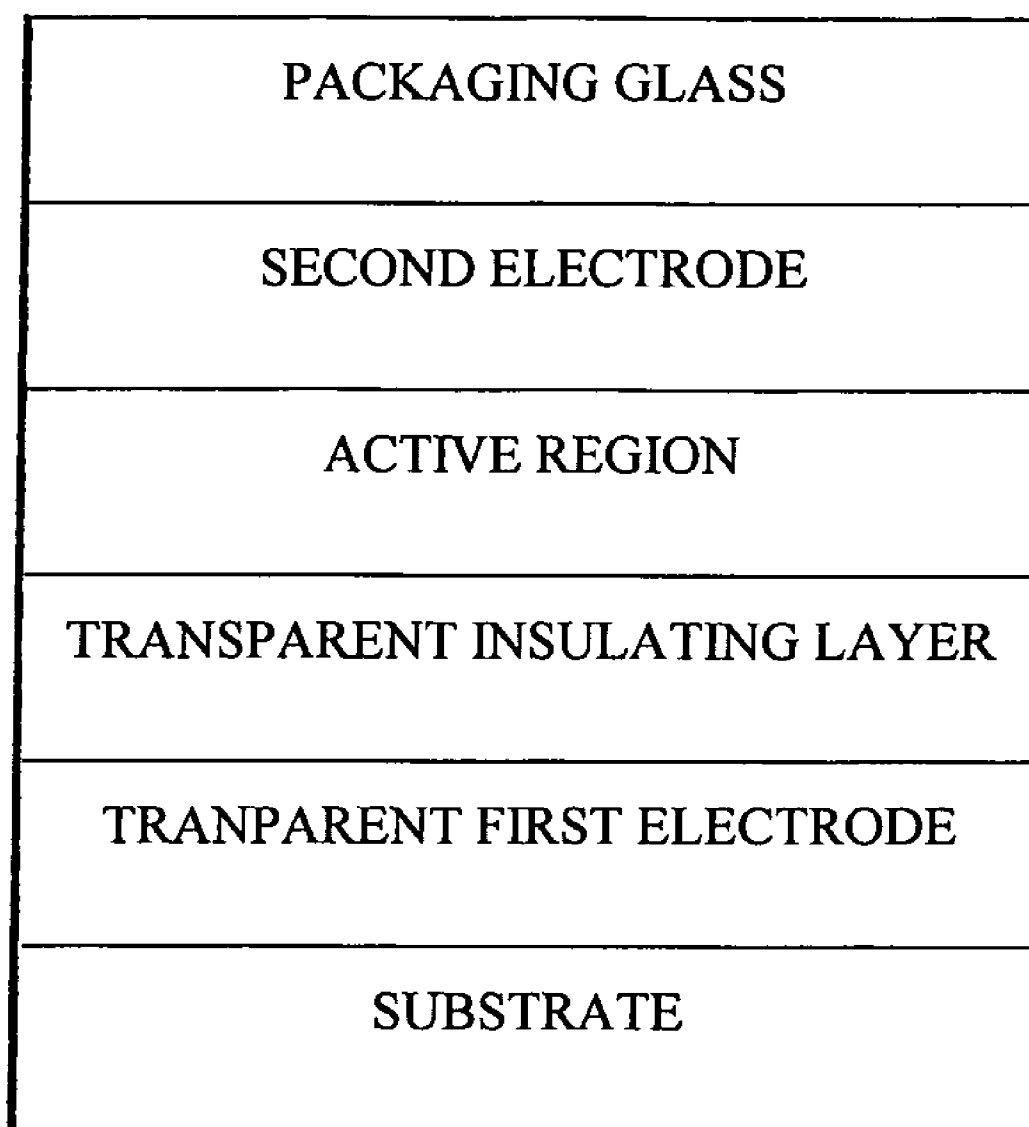 PACKAGING GLASS
SECOND ELECTRODE
ACTIVE REGION
TRANSPARENT INSULATING LAYER
TRANPARENT FIRST ELECTRODE
SUBSTRATE